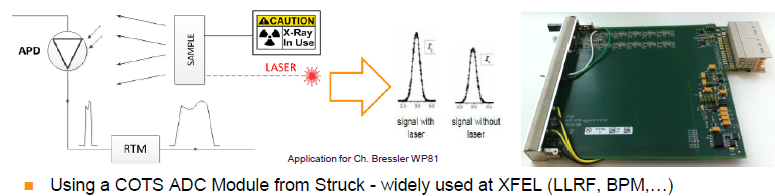 APD
SAMPLE
CAUTION
X-Ray
In Use
LASER
RTM
signal with
laser
signal without
laser
Application for Ch. Bressler WP81
Using a COTS ADC Module from Struck - widely used at XFEL (LLRF, BPM,...)